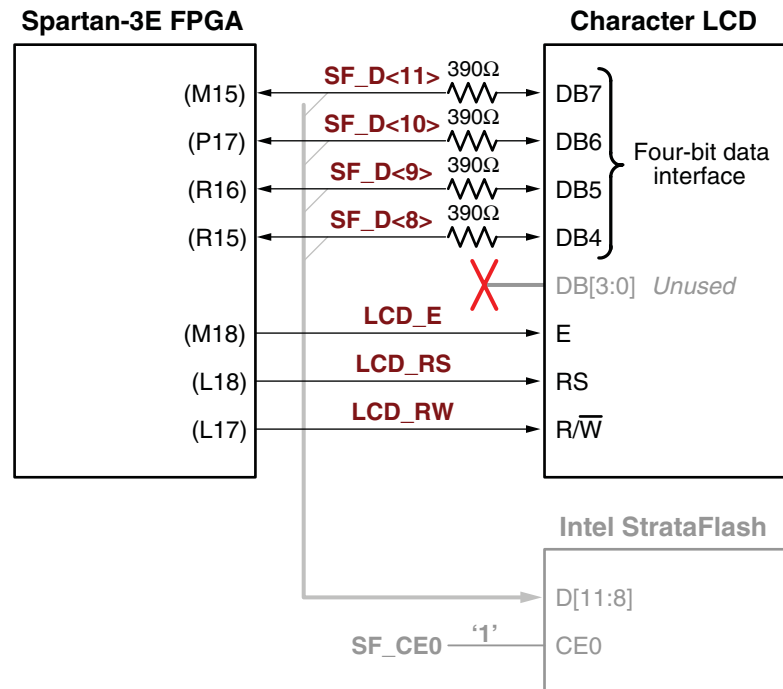 Spartan-3E FPGA
Character LCD
(M15) SF_D<11> 390Ω DB7
(P17) SF_D<10> 390Ω DB6
(R16) SF_D<9> 390Ω DB5
(R15) SF_D<8> 390Ω DB4
Four-bit data
interface
DB[3:0] Unused
(M18) LCD_E E
(L18) LCD_RS RS
(L17) LCD_RW R/W̅
Intel StrataFlash
D[11:8]
SF_CE0 ‘1’ CE0